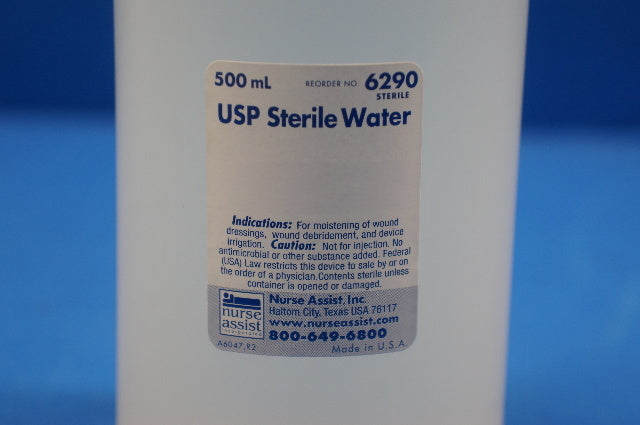 500 mL REORDER NO 6290
STERILE
USP Sterile Water
Indications: For moistening of wound
dressings, wound debridement, and device
irrigation. Caution: Not for injection. No
antimicrobial or other substance added. Federal
(USA) Law restricts this device to sale by or on
the order of a physician.Contents sterile unless
container is opened or damaged.
nurse
assist
incorporated
Nurse Assist, Inc.
Haltom City, Texas USA 76117
www.nurseassist.com
800-649-6800
A6047.R2 Made in U.S.A.